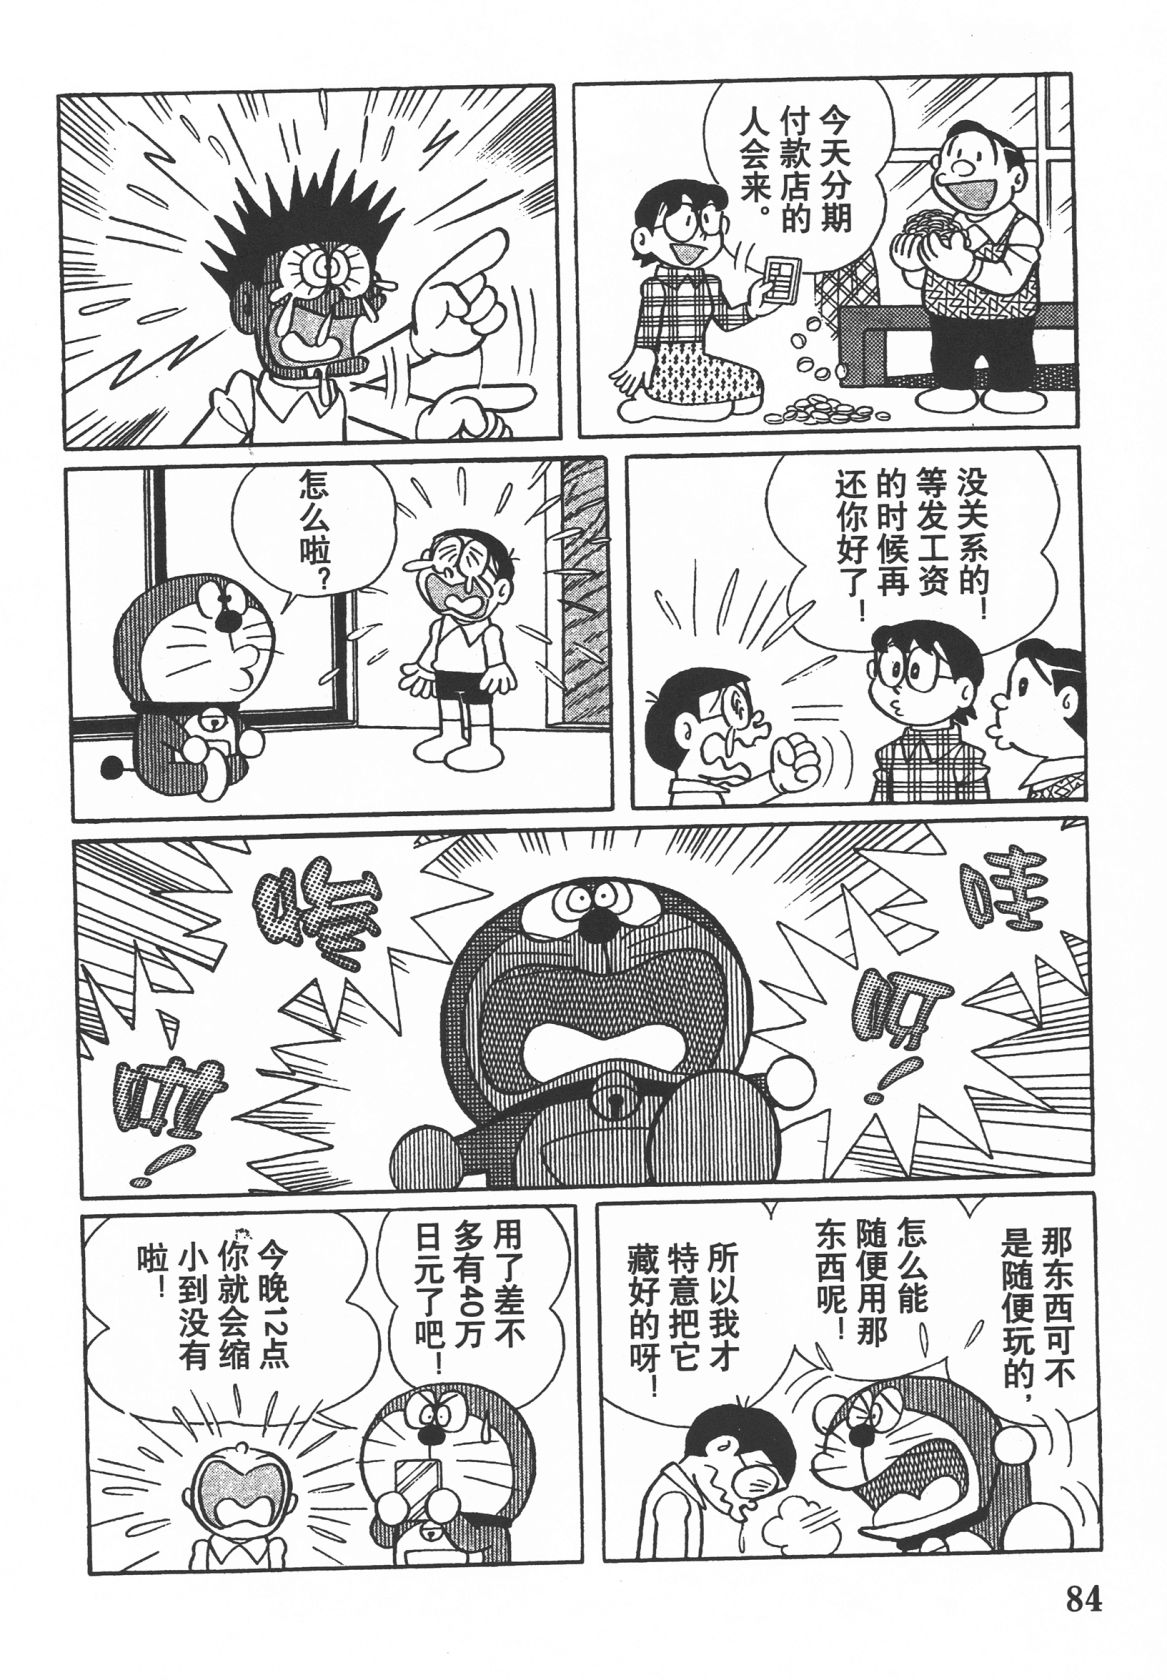 今天分期
付款店的
人会来。
没关系的！
等发工资
的时候再
还你好了！
怎么啦？
哇
呀！
嗲
哇！
那东西可不
是随便玩的，
怎么能
随便用那
东西呢！
所以我才
特意把它
藏好的呀！
用了差不
多有40万
日元了吧！
今晚12点
你就会缩
小到没有
啦！
84